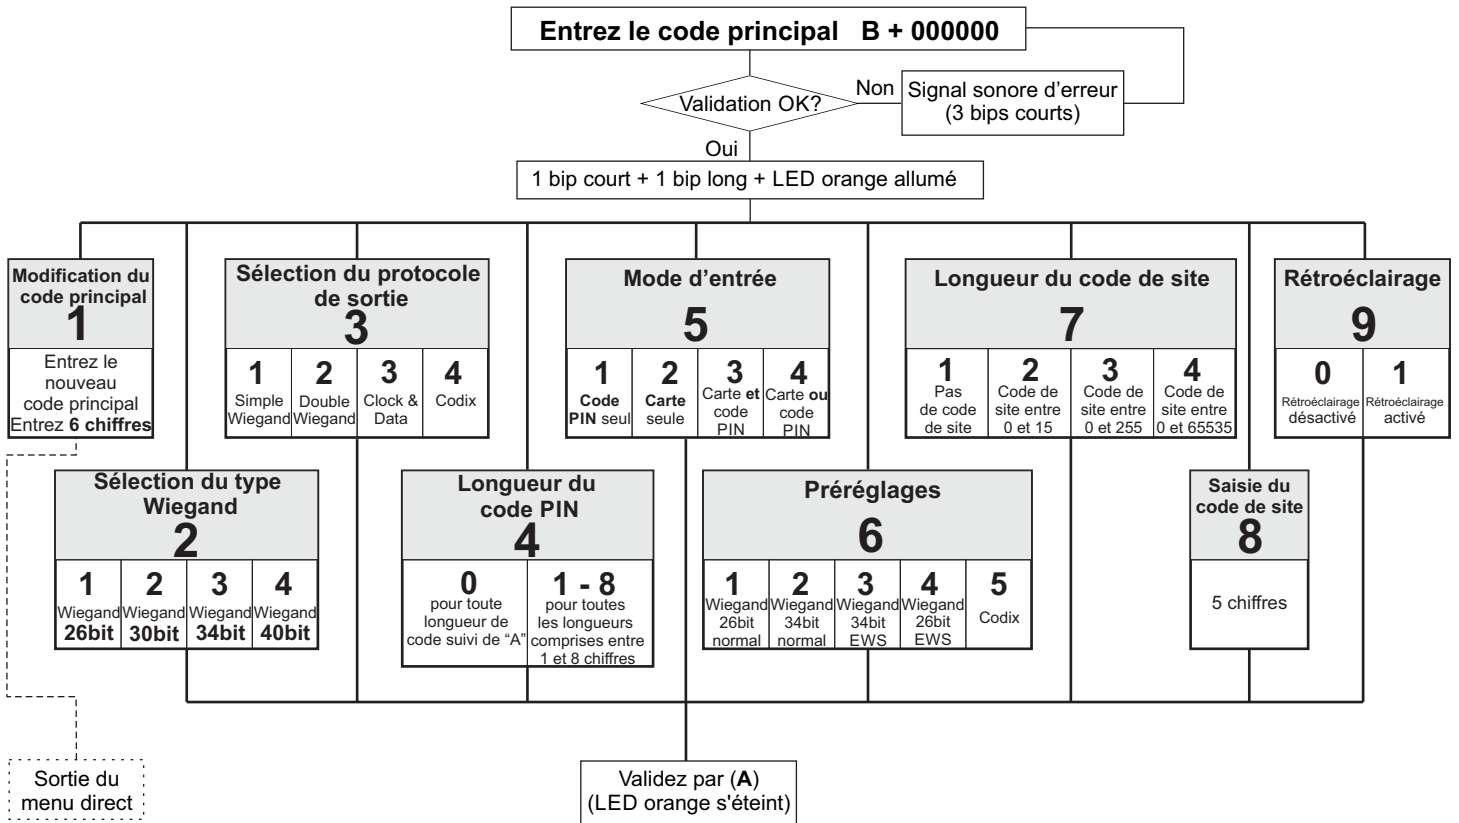 Entrez le code principal B + 000000
Validation OK?
Non
Signal sonore d'erreur
(3 bips courts)
Oui
1 bip court + 1 bip long + LED orange allumé
Modification du
code principal
1
Entrez le
nouveau
code principal
Entrez 6 chiffres
Sélection du protocole
de sortie
3
1
Simple
Wiegand
2
Double
Wiegand
3
Clock &
Data
4
Codix
Mode d'entrée
5
1
Code
PIN seul
2
Carte
seule
3
Carte et
code
PIN
4
Carte ou
code
PIN
Longueur du code de site
7
1
Pas
de code
de site
2
Code de
site entre
0 et 15
3
Code de
site entre
0 et 255
4
Code de
site entre
0 et 65535
Rétroéclairage
9
0
Rétroéclairage
désactivé
1
Rétroéclairage
activé
Sélection du type
Wiegand
2
1
Wiegand
26bit
2
Wiegand
30bit
3
Wiegand
34bit
4
Wiegand
40bit
Longueur du
code PIN
4
0
pour toute
longueur de
code suivi de “A”
1 - 8
pour toutes
les longueurs
comprises entre
1 et 8 chiffres
Préréglages
6
1
Wiegand
26bit
normal
2
Wiegand
34bit
normal
3
Wiegand
34bit
EWS
4
Wiegand
26bit
EWS
5
Codix
Saisie du
code de site
8
5 chiffres
Sortie du
menu direct
Validez par (A)
(LED orange s'éteint)